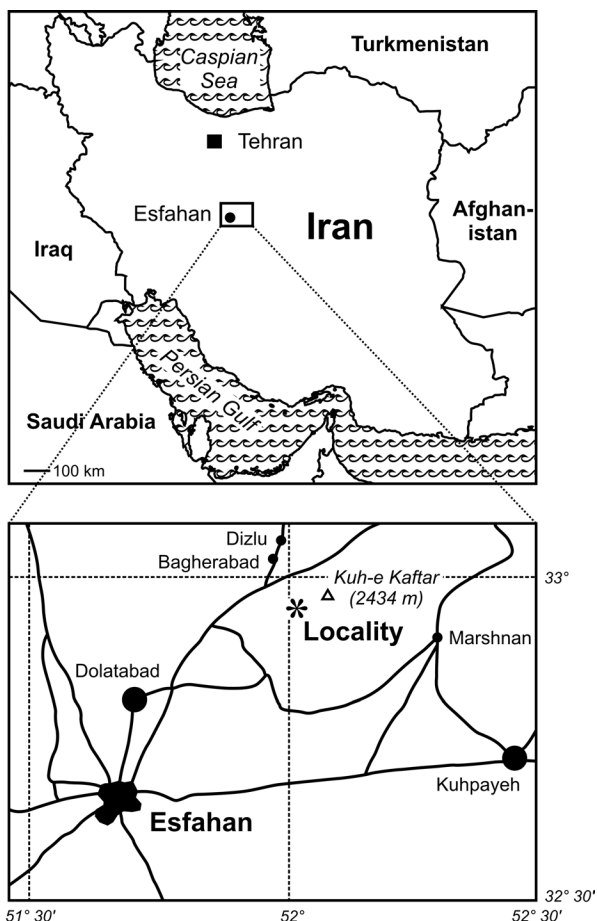 Turkmenistan
Caspian
Sea
Tehran
Esfahan
Iran
Afghan-
istan
Iraq
Persian Gulf
Saudi Arabia
100 km
Dizlu
Bagherabad
Kuh-e Kaftar
(2434 m)
33°
Locality
Marshnan
Dolatabad
Kuhpayeh
Esfahan
32° 30'
51° 30'
52°
52° 30'